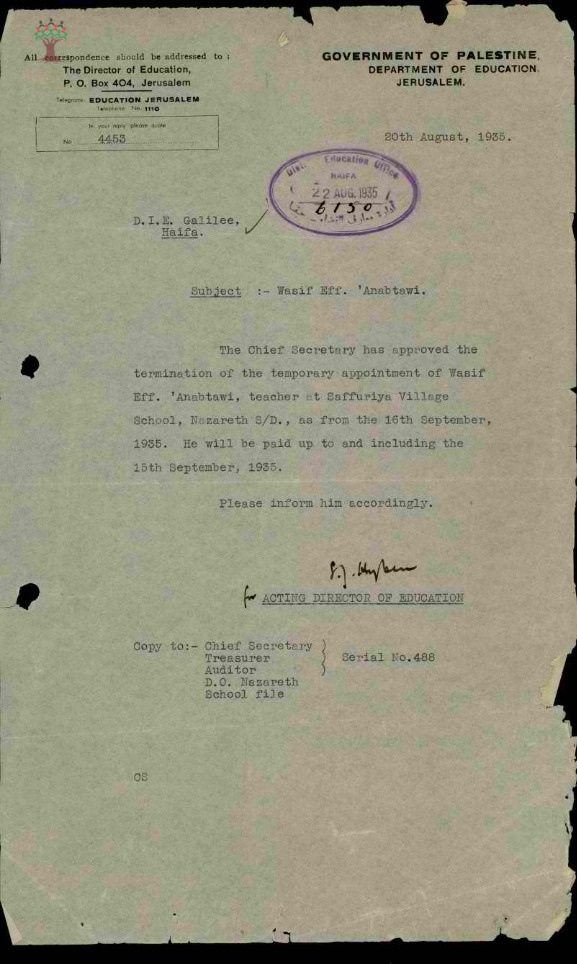 All correspondence should be addressed to :
The Director of Education,
P. O. Box 404, Jerusalem
Telegrams: EDUCATION JERUSALEM
Telephone No. 1110
In your reply please quote
No. 4453
GOVERNMENT OF PALESTINE,
DEPARTMENT OF EDUCATION
JERUSALEM.
20th August, 1935.
Education Office
HAIFA
22 AUG. 1935
6150
D.I.E. Galilee,
Haifa.
Subject :- Wasif Eff. 'Anabtawi.
The Chief Secretary has approved the
termination of the temporary appointment of Wasif
Eff. 'Anabtawi, teacher at Saffuriya Village
School, Nazareth S/D., as from the 16th September,
1935. He will be paid up to and including the
15th September, 1935.
Please inform him accordingly.
for ACTING DIRECTOR OF EDUCATION
Copy to:- Chief Secretary
Treasurer } Serial No.488
Auditor
D.O. Nazareth
School file
CS